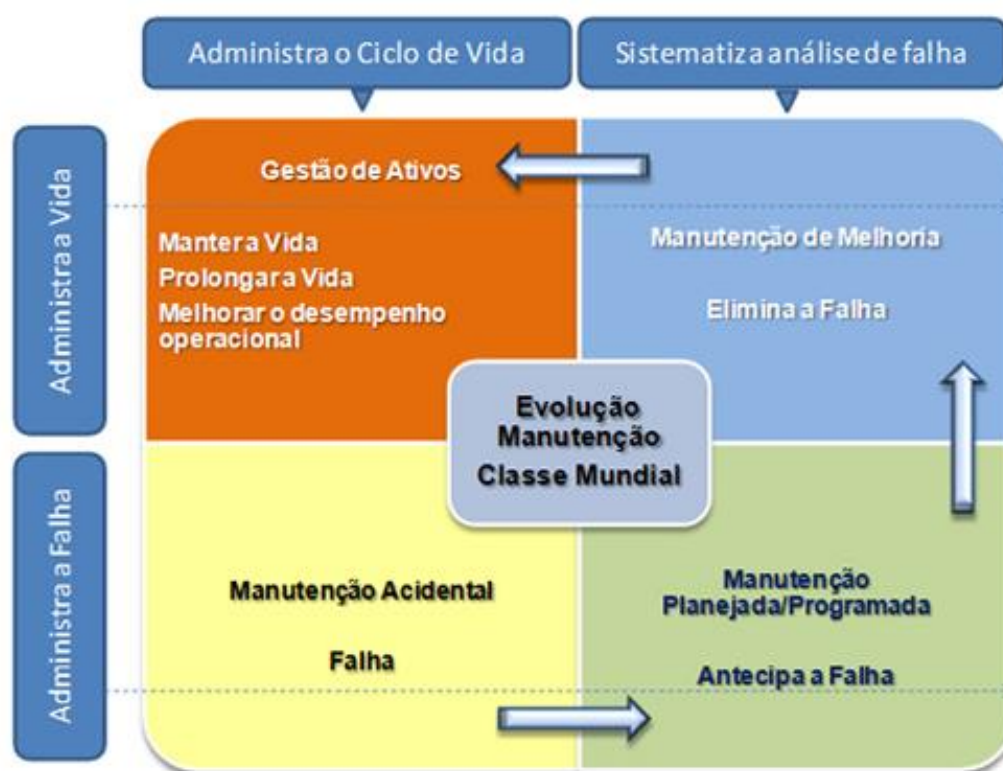 Administra o Ciclo de Vida
Sistematiza análise de falha
Administra a Vida
Gestão de Ativos
Manter a Vida
Prolongar a Vida
Melhorar o desempenho
operacional
Manutenção de Melhoria
Elimina a Falha
Evolução
Manutenção
Classe Mundial
Administra a Falha
Manutenção Acidental
Falha
Manutenção
Planejada/Programada
Antecipa a Falha